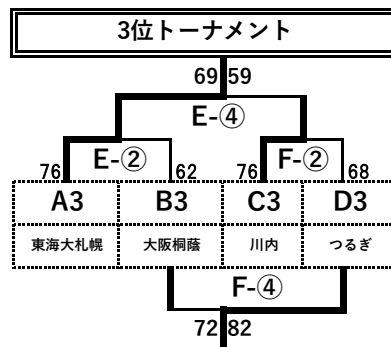 3位トーナメント
69 59
E-④
76 E-② 62 76 F-② 68
A3 B3 C3 D3
東海大札幌 大阪桐蔭 川内 つるぎ
F-④
72 82